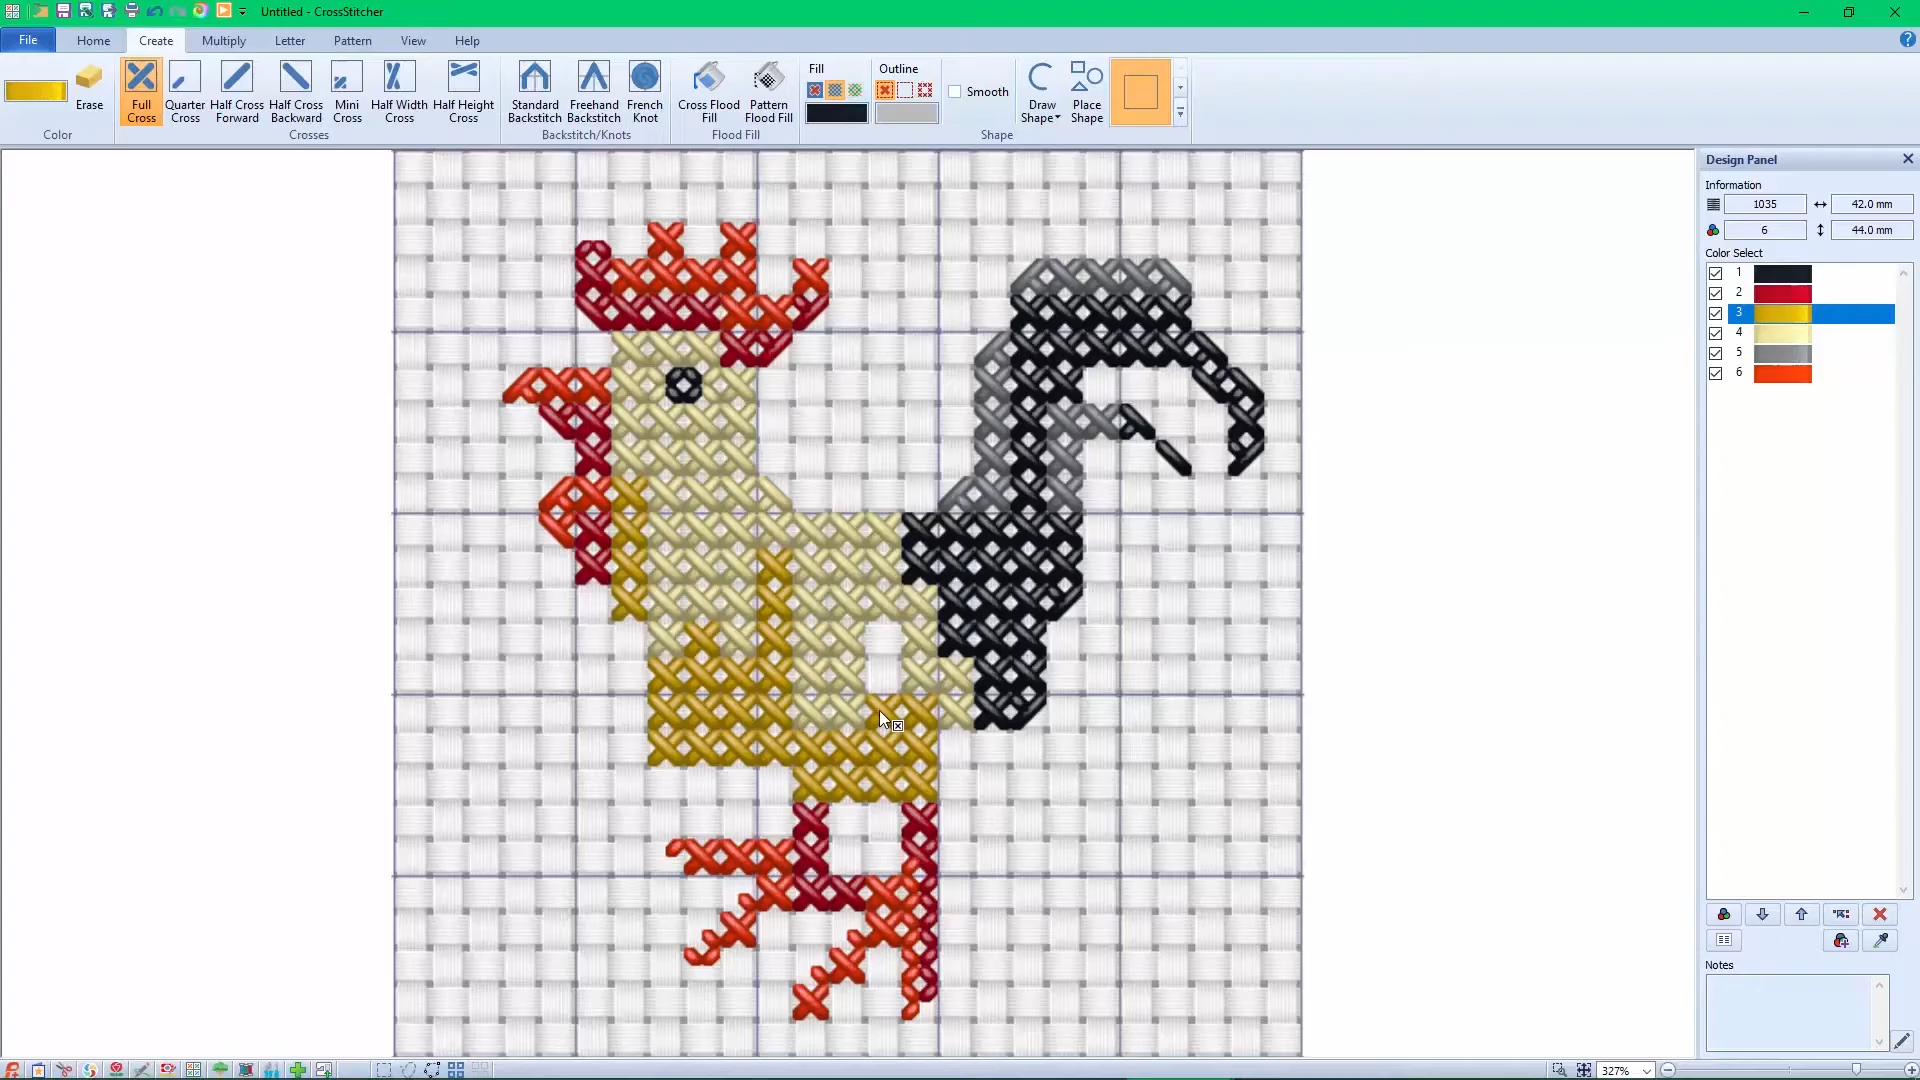 Untitled - CrossStitcher
File
Home
Create
Multiply
Letter
Pattern
View
Help
Erase
Full Cross
Quarter Cross
Half Cross Forward
Half Cross Backward
Mini Cross
Half Width Cross
Half Height Cross
Standard Backstitch
Freehand Backstitch
French Knot
Cross Flood Fill
Pattern Flood Fill
Fill
Outline
Smooth
Draw Shape
Place Shape
Color
Crosses
Backstitch/Knots
Flood Fill
Shape
Design Panel
Information
1035
42.0 mm
6
44.0 mm
Color Select
1
2
3
4
5
6
Notes
327%